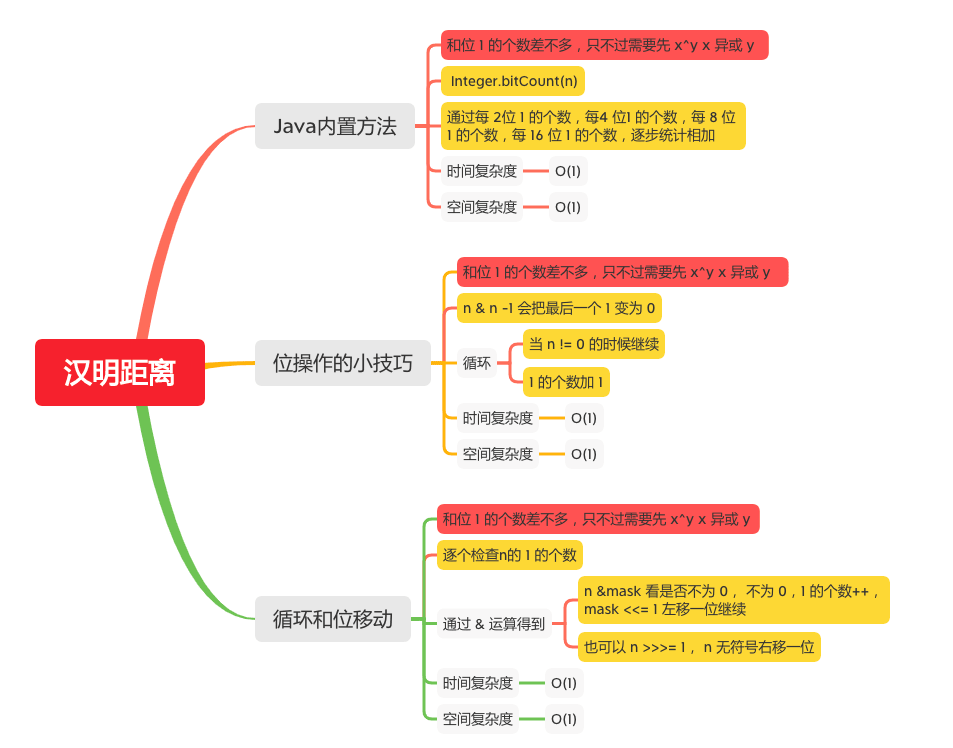 汉明距离
Java内置方法
和位 1 的个数差不多，只不过需要先 x^y x 异或 y
Integer.bitCount(n)
通过每 2位 1 的个数，每4 位1 的个数，每 8 位
1 的个数，每 16 位 1 的个数，逐步统计相加
时间复杂度
O(1)
空间复杂度
O(1)
位操作的小技巧
和位 1 的个数差不多，只不过需要先 x^y x 异或 y
n & n -1 会把最后一个 1 变为 0
循环
当 n != 0 的时候继续
1 的个数加 1
时间复杂度
O(1)
空间复杂度
O(1)
循环和位移动
和位 1 的个数差不多，只不过需要先 x^y x 异或 y
逐个检查n的 1 的个数
通过 & 运算得到
n &mask 看是否不为 0 ， 不为 0 ，1 的个数++ ，
mask <<= 1 左移一位继续
也可以 n >>>= 1 ，n 无符号右移一位
时间复杂度
O(1)
空间复杂度
O(1)